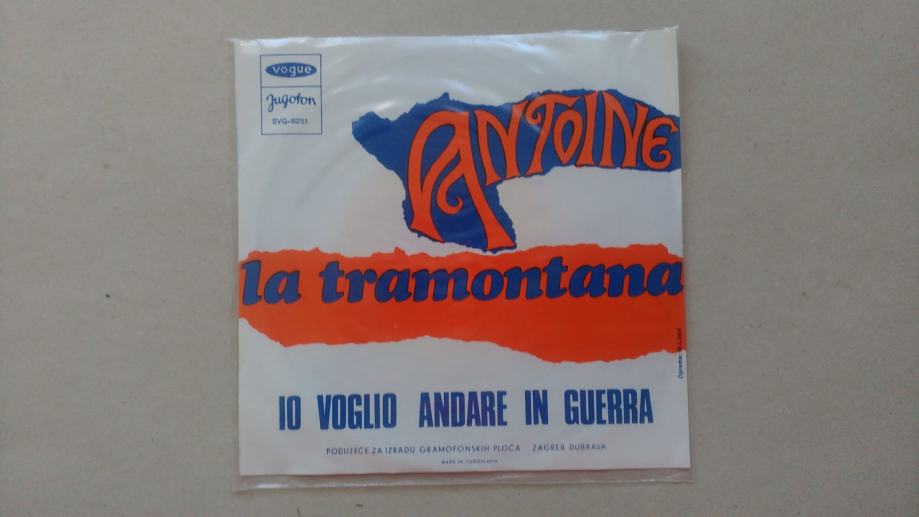 vogue
Jugoton
SVG-8251
ANTOINE
la tramontana
IO VOGLIO ANDARE IN GUERRA
PODUZEĆE ZA IZRADU GRAMOFONSKIH PLOČA ZAGREB DUBRAVA
MADE IN YUGOSLAVIA
Oprema: